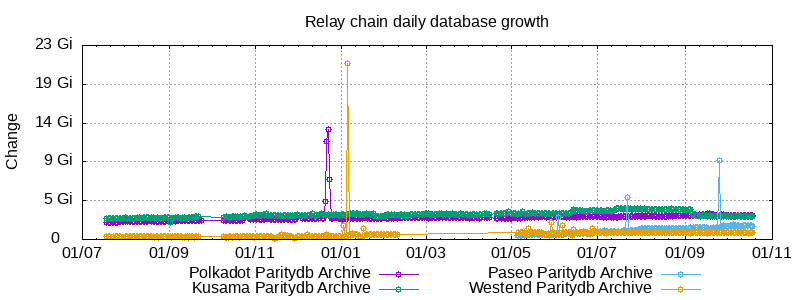 Relay chain daily database growth
23 Gi
19 Gi
14 Gi
9 Gi
5 Gi
0
Change
01/07 01/09 01/11 01/01 01/03 01/05 01/07 01/09 01/11
Polkadot Paritydb Archive Paseo Paritydb Archive
Kusama Paritydb Archive Westend Paritydb Archive